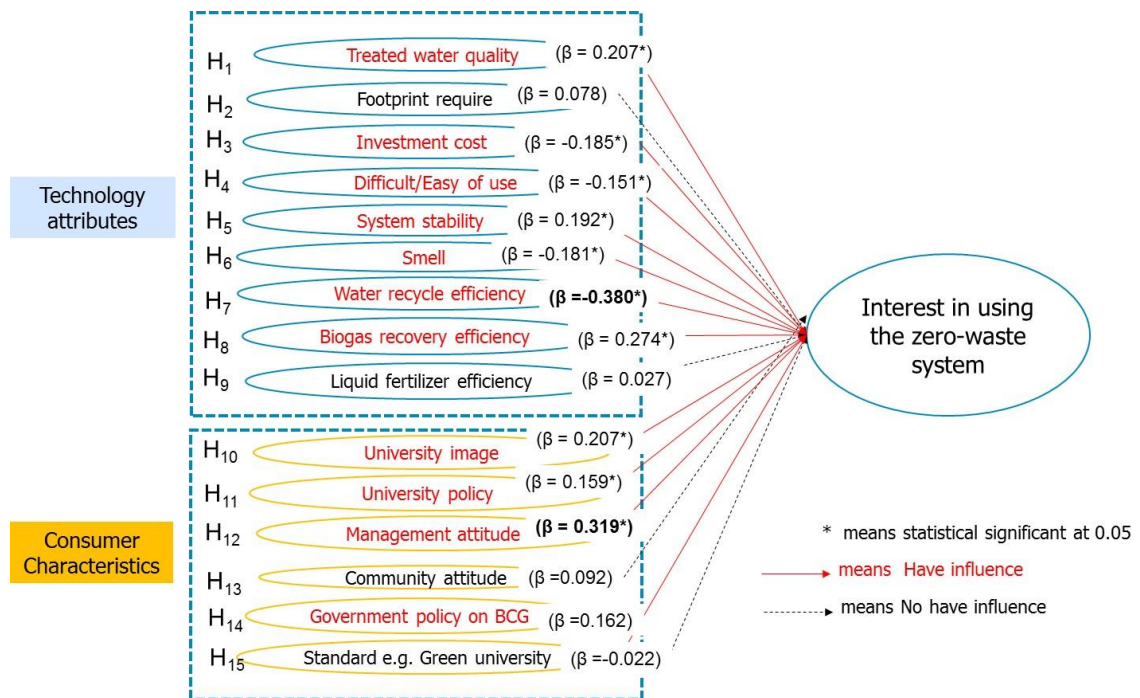 Technology
attributes
H1 Treated water quality (β = 0.207*)
H2 Footprint require (β = 0.078)
H3 Investment cost (β = -0.185*)
H4 Difficult/Easy of use (β = -0.151*)
H5 System stability (β = 0.192*)
H6 Smell (β = -0.181*)
H7 Water recycle efficiency (β =-0.380*)
H8 Biogas recovery efficiency (β = 0.274*)
H9 Liquid fertilizer efficiency (β = 0.027)
Consumer
Characteristics
H10 University image (β = 0.207*)
H11 University policy (β = 0.159*)
H12 Management attitude (β = 0.319*)
H13 Community attitude (β =0.092)
H14 Government policy on BCG (β =0.162)
H15 Standard e.g. Green university (β =-0.022)
Interest in using
the zero-waste
system
* means statistical significant at 0.05
means Have influence
means No have influence